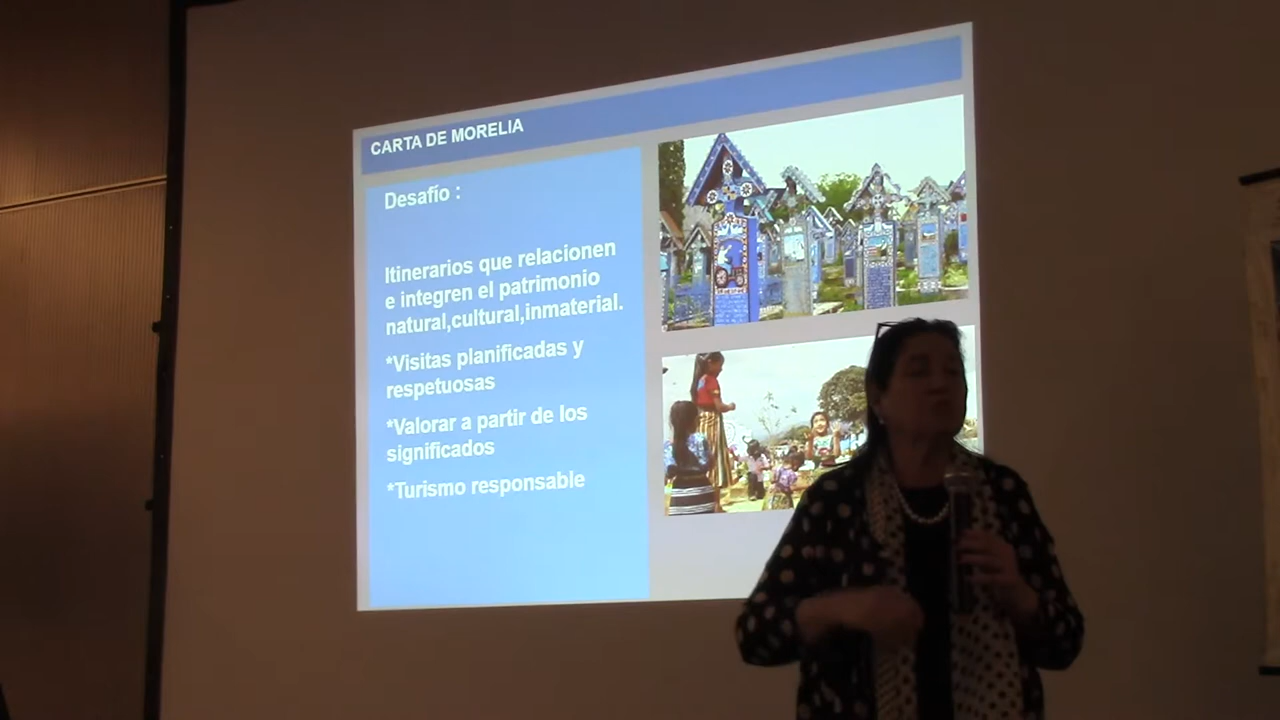 CARTA DE MORELIA
Desafío :
Itinerarios que relacionen
e integren el patrimonio
natural,cultural,inmaterial.
*Visitas planificadas y
respetuosas
*Valorar a partir de los
significados
*Turismo responsable